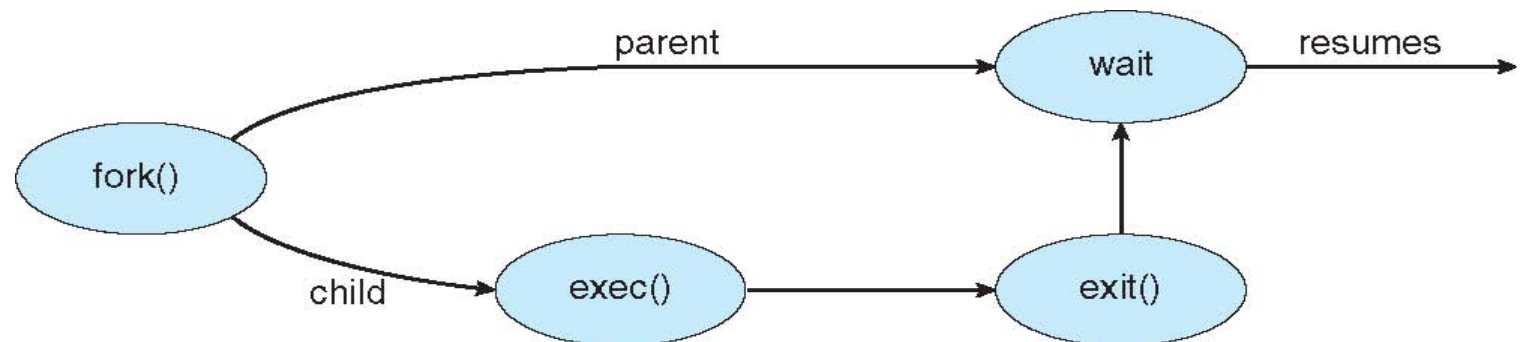 parent
wait
resumes
fork()
child
exec()
exit()